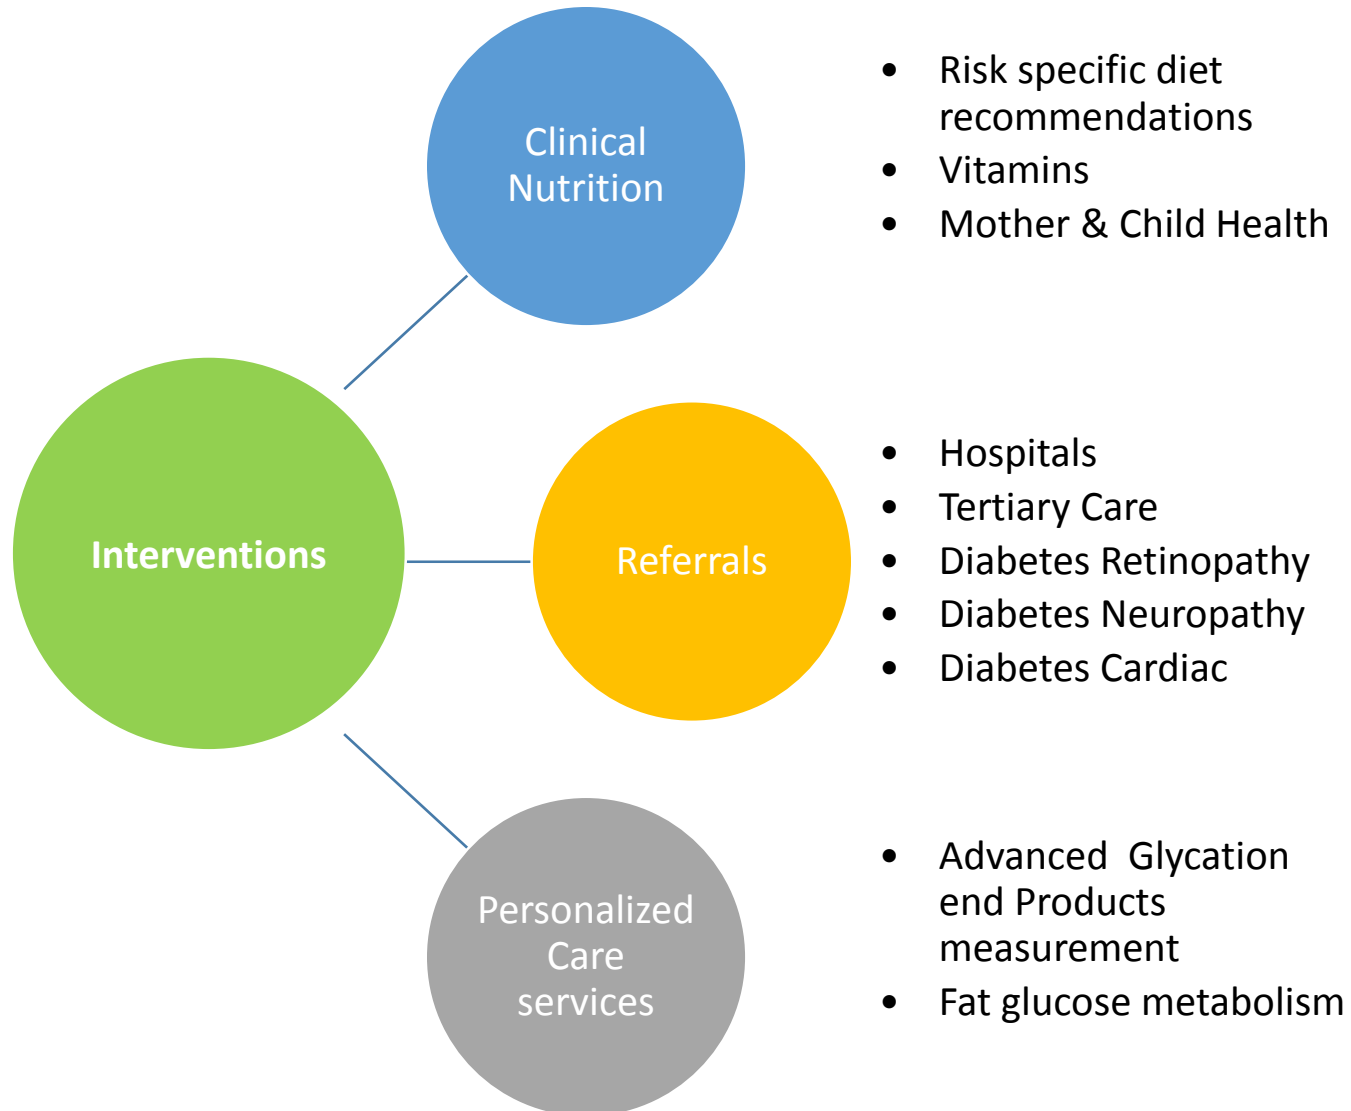 Clinical
Nutrition
• Risk specific diet
recommendations
• Vitamins
• Mother & Child Health
Interventions
Referrals
• Hospitals
• Tertiary Care
• Diabetes Retinopathy
• Diabetes Neuropathy
• Diabetes Cardiac
Personalized
Care
services
• Advanced  Glycation
end Products
measurement
• Fat glucose metabolism